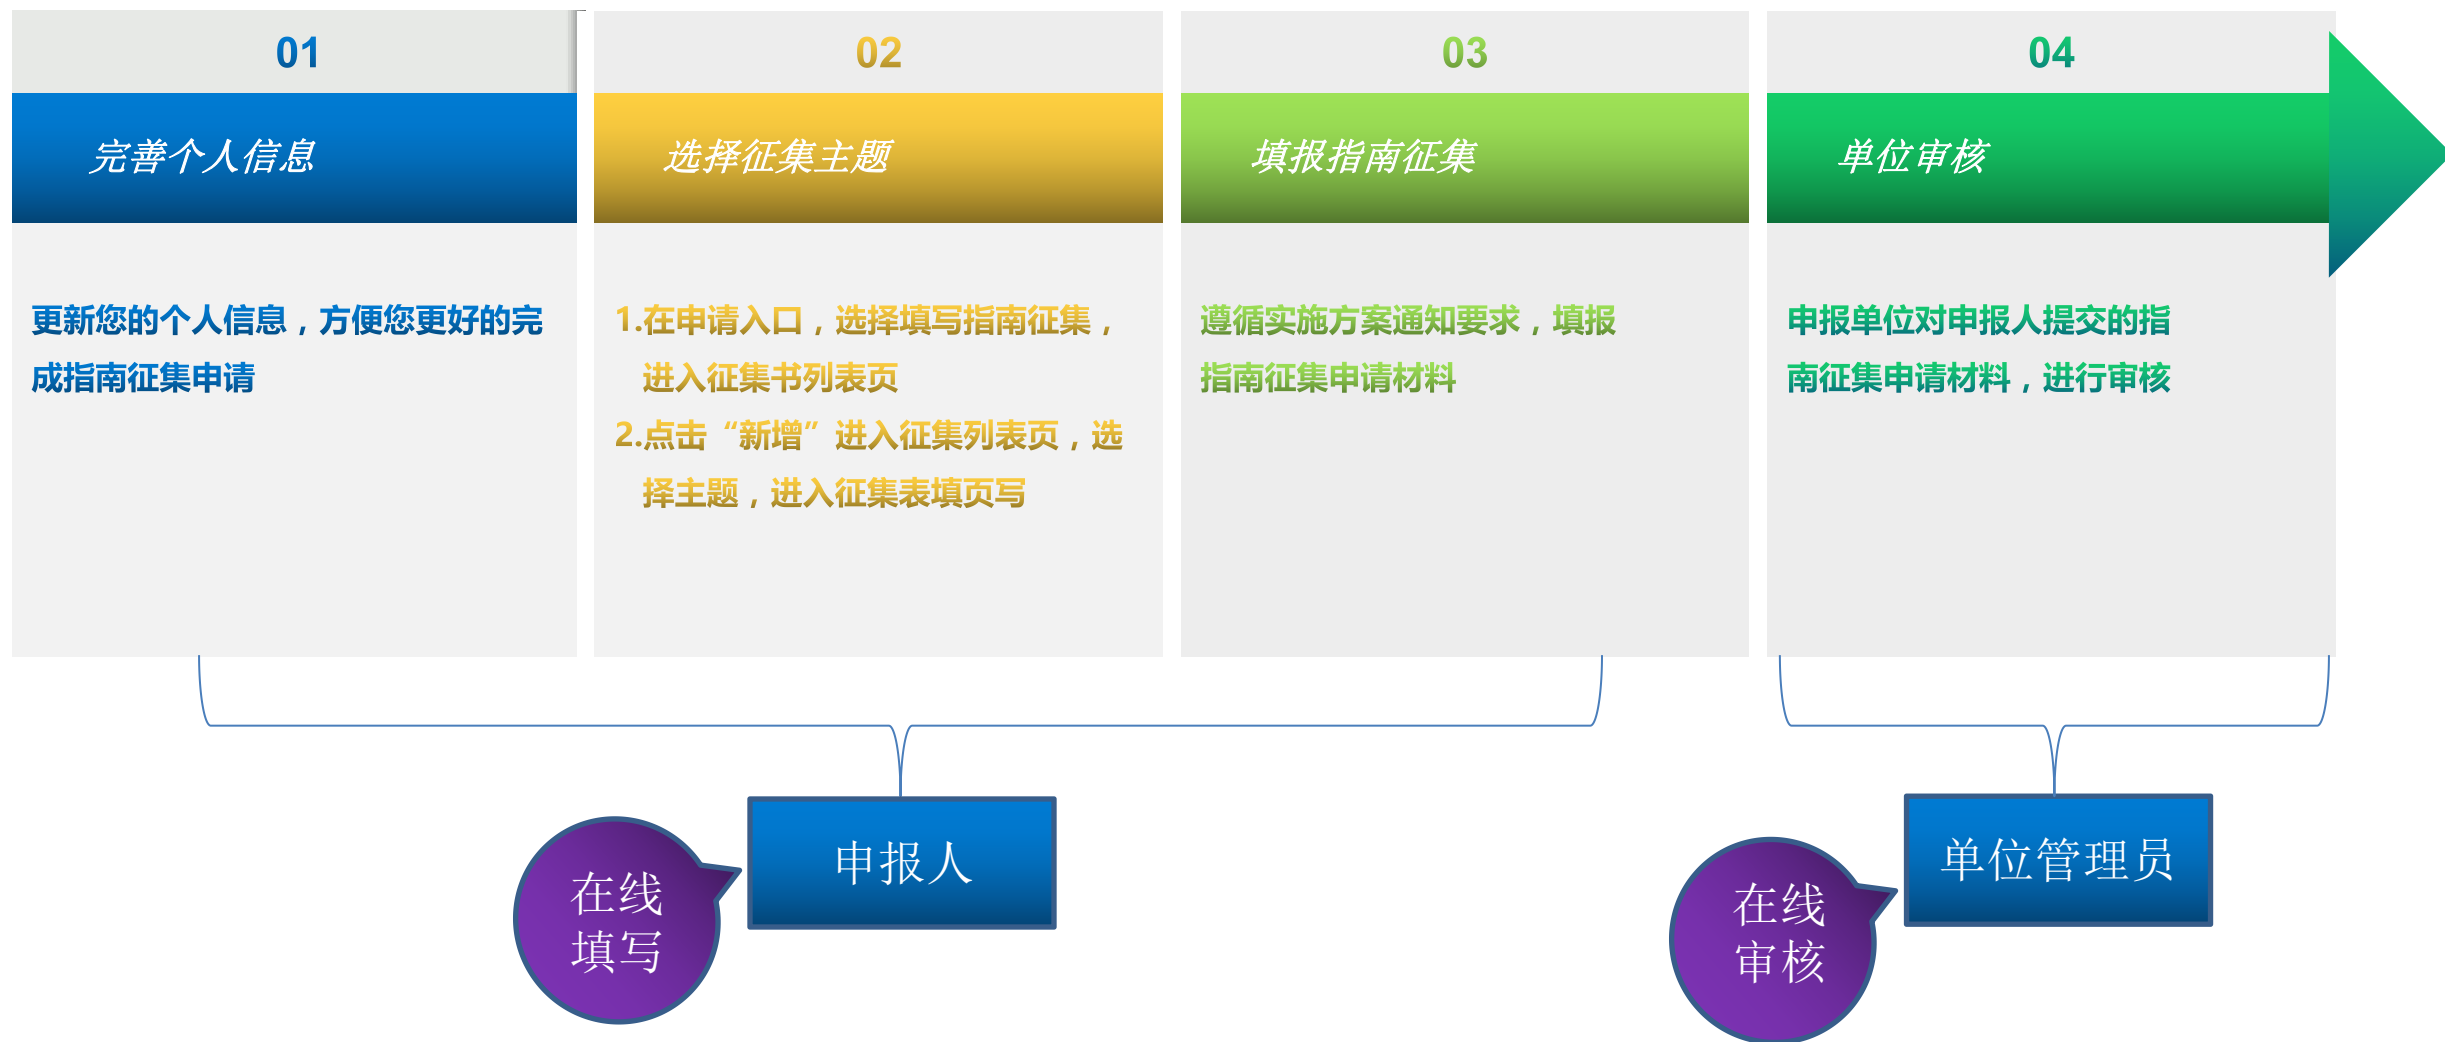 01
完善个人信息
更新您的个人信息，方便您更好的完
成指南征集申请
02
选择征集主题
1.在申请入口，选择填写指南征集，
进入征集书列表页
2.点击“新增”进入征集列表页，选
择主题，进入征集表填页写
03
填报指南征集
遵循实施方案通知要求，填报
指南征集申请材料
04
单位审核
申报单位对申报人提交的指
南征集申请材料，进行审核
在线
填写
申报人
在线
审核
单位管理员